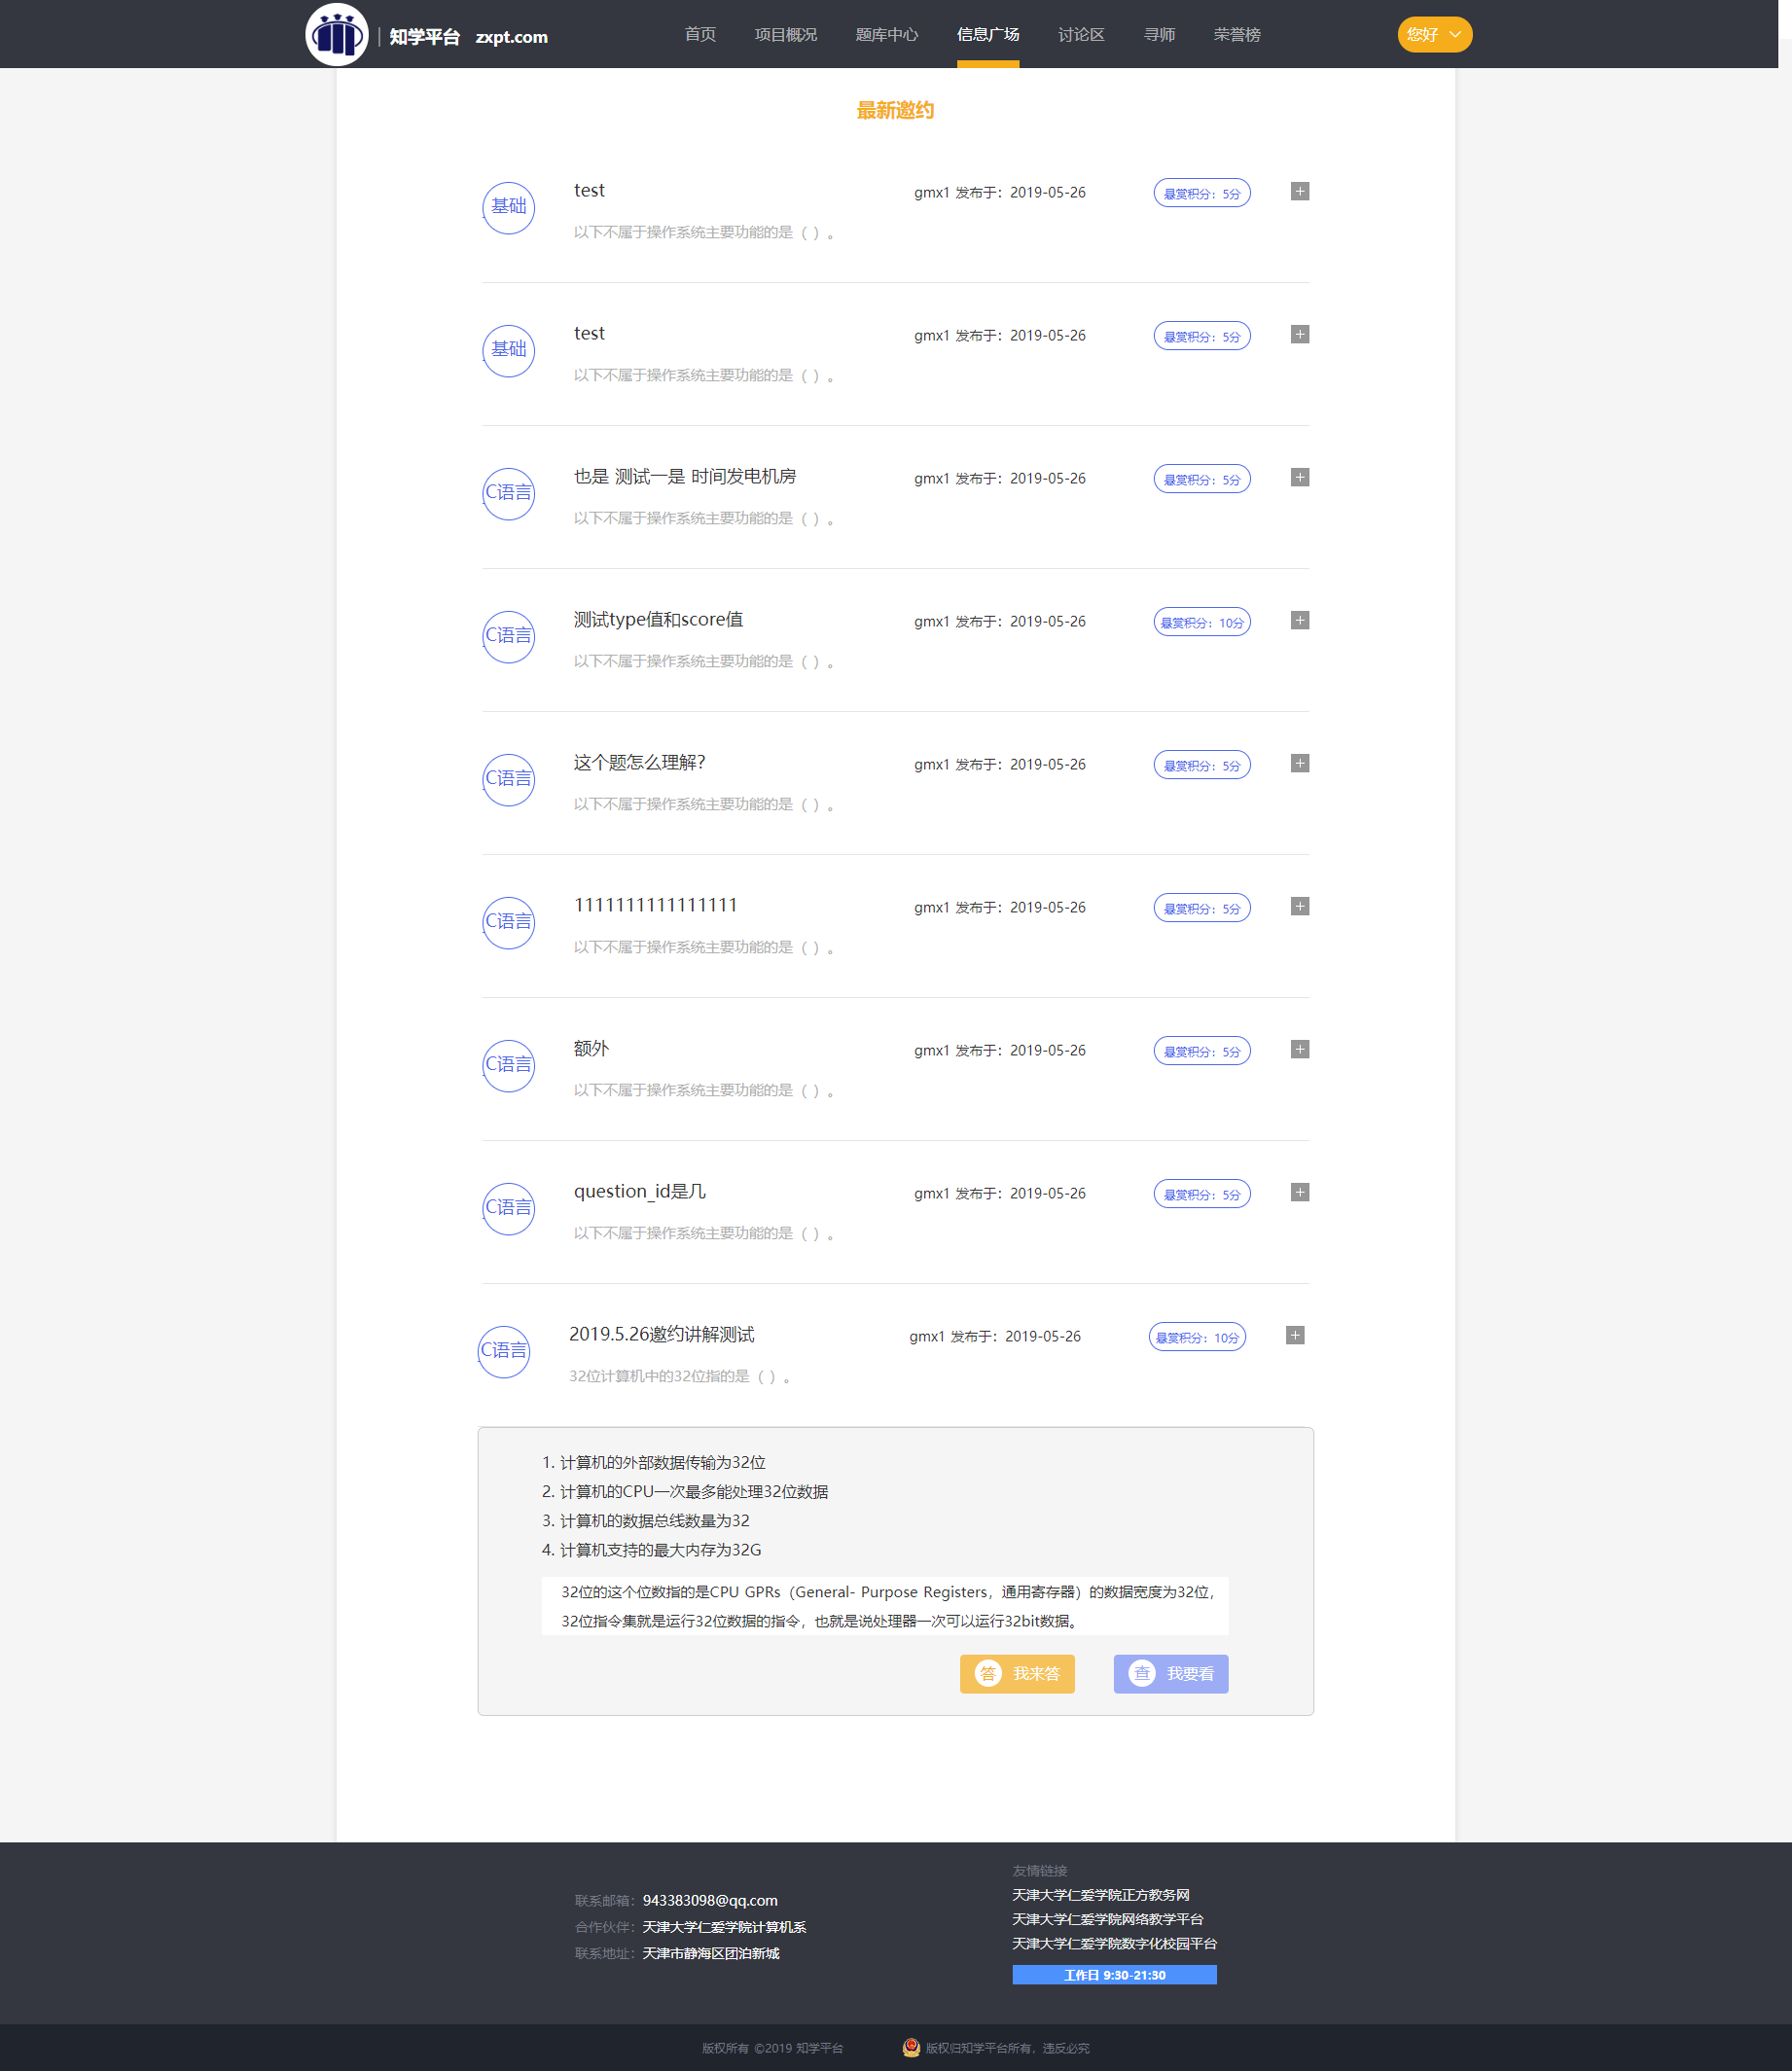 知学平台 zxpt.com
首页 项目概况 题库中心 信息广场 讨论区 寻师 荣誉榜
您好
最新邀约
基础
test
gmx1 发布于：2019-05-26
悬赏积分：5分
以下不属于操作系统主要功能的是（ ）。
基础
test
gmx1 发布于：2019-05-26
悬赏积分：5分
以下不属于操作系统主要功能的是（ ）。
C语言
也是 测试一是 时间发电机房
gmx1 发布于：2019-05-26
悬赏积分：5分
以下不属于操作系统主要功能的是（ ）。
C语言
测试type值和score值
gmx1 发布于：2019-05-26
悬赏积分：10分
以下不属于操作系统主要功能的是（ ）。
C语言
这个题怎么理解？
gmx1 发布于：2019-05-26
悬赏积分：5分
以下不属于操作系统主要功能的是（ ）。
C语言
1111111111111111
gmx1 发布于：2019-05-26
悬赏积分：5分
以下不属于操作系统主要功能的是（ ）。
C语言
额外
gmx1 发布于：2019-05-26
悬赏积分：5分
以下不属于操作系统主要功能的是（ ）。
C语言
question_id是几
gmx1 发布于：2019-05-26
悬赏积分：5分
以下不属于操作系统主要功能的是（ ）。
C语言
2019.5.26邀约讲解测试
gmx1 发布于：2019-05-26
悬赏积分：10分
32位计算机中的32位指的是（ ）。
1. 计算机的外部数据传输为32位
2. 计算机的CPU一次最多能处理32位数据
3. 计算机的数据总线数量为32
4. 计算机支持的最大内存为32G
32位的这个位数指的是CPU GPRs（General- Purpose Registers，通用寄存器）的数据宽度为32位，
32位指令集就是运行32位数据的指令，也就是说处理器一次可以运行32bit数据。
答 我来答
查 我要看
联系邮箱：943383098@qq.com
合作伙伴：天津大学仁爱学院计算机系
联系地址：天津市静海区团泊新城
友情链接
天津大学仁爱学院正方教务网
天津大学仁爱学院网络教学平台
天津大学仁爱学院数字化校园平台
工作日 9:30-21:30
版权所有 ©2019 知学平台
版权归知学平台所有，违反必究